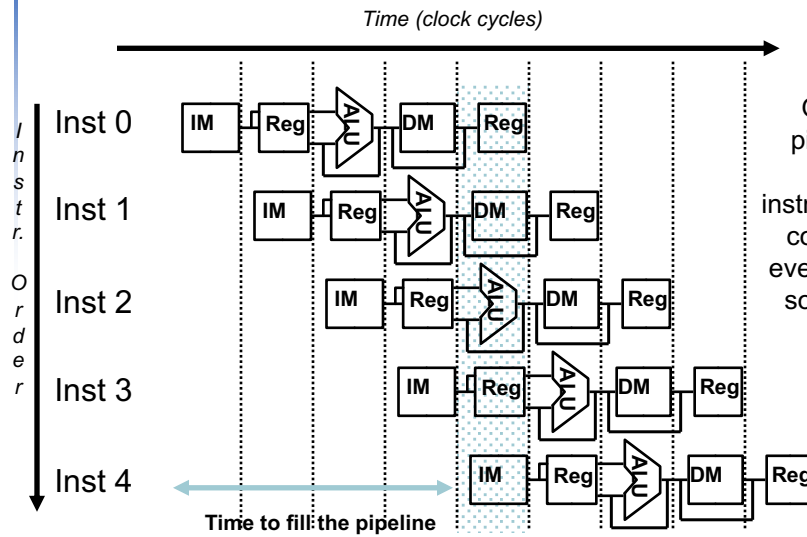 Time (clock cycles)
Instr. Order
Inst 0
IM Reg ALU DM Reg
Inst 1
IM Reg ALU DM Reg
instr
Inst 2
IM Reg ALU DM Reg
Inst 3
IM Reg ALU DM Reg
Inst 4
IM Reg ALU DM Reg
Time to fill the pipeline